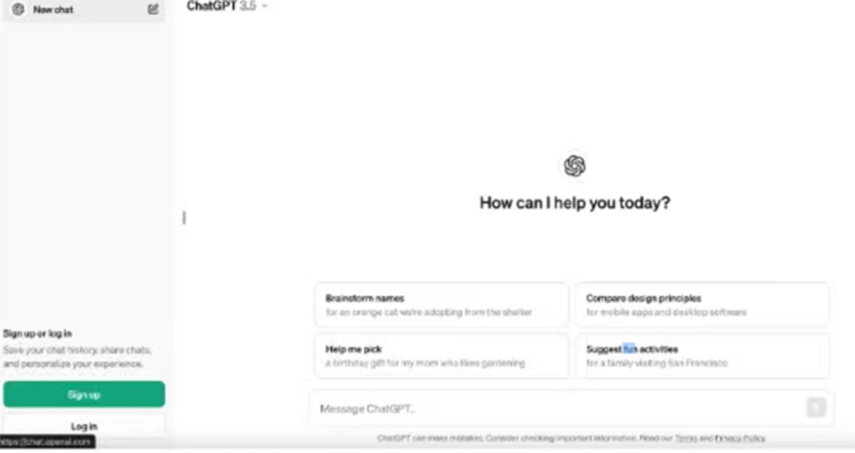 New chat
ChatGPT 3.5
How can I help you today?
Brainstorm names
for an orange cat we're adopting from the shelter
Compare design principles
for mobile apps and desktop software
Help me pick
a birthday gift for my mom who likes gardening
Suggest fun activities
for a family visiting San Francisco
Sign up or log in
Save your chat history, share chats,
and personalize your experience.
Sign up
Log in
Message ChatGPT...
ChatGPT can make mistakes. Consider checking important information. Read our Terms and Privacy Policy.
https://chat.openai.com